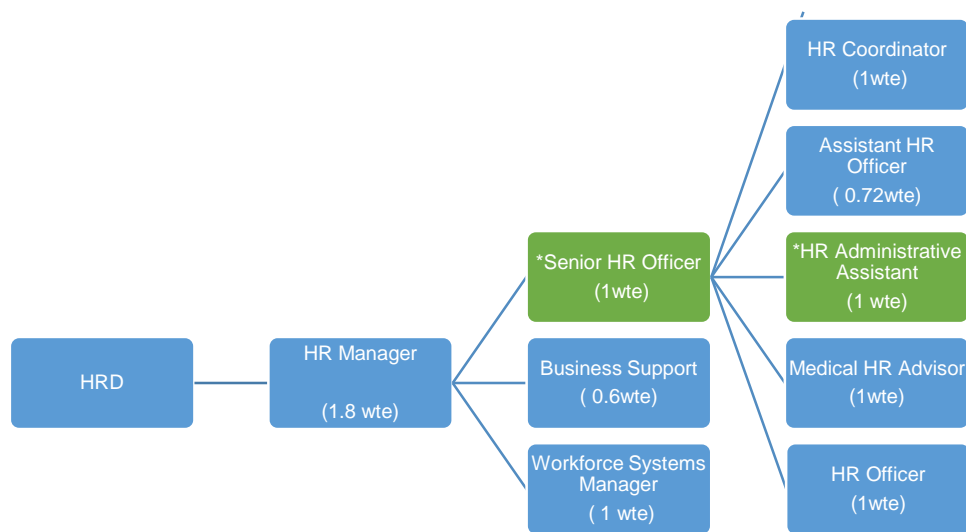 HRD
HR Manager
(1.8 wte)
*Senior HR Officer
(1wte)
Business Support
( 0.6wte)
Workforce Systems
Manager
( 1 wte)
HR Coordinator
(1wte)
Assistant HR
Officer
( 0.72wte)
*HR Administrative
Assistant
(1 wte)
Medical HR Advisor
(1wte)
HR Officer
(1wte)